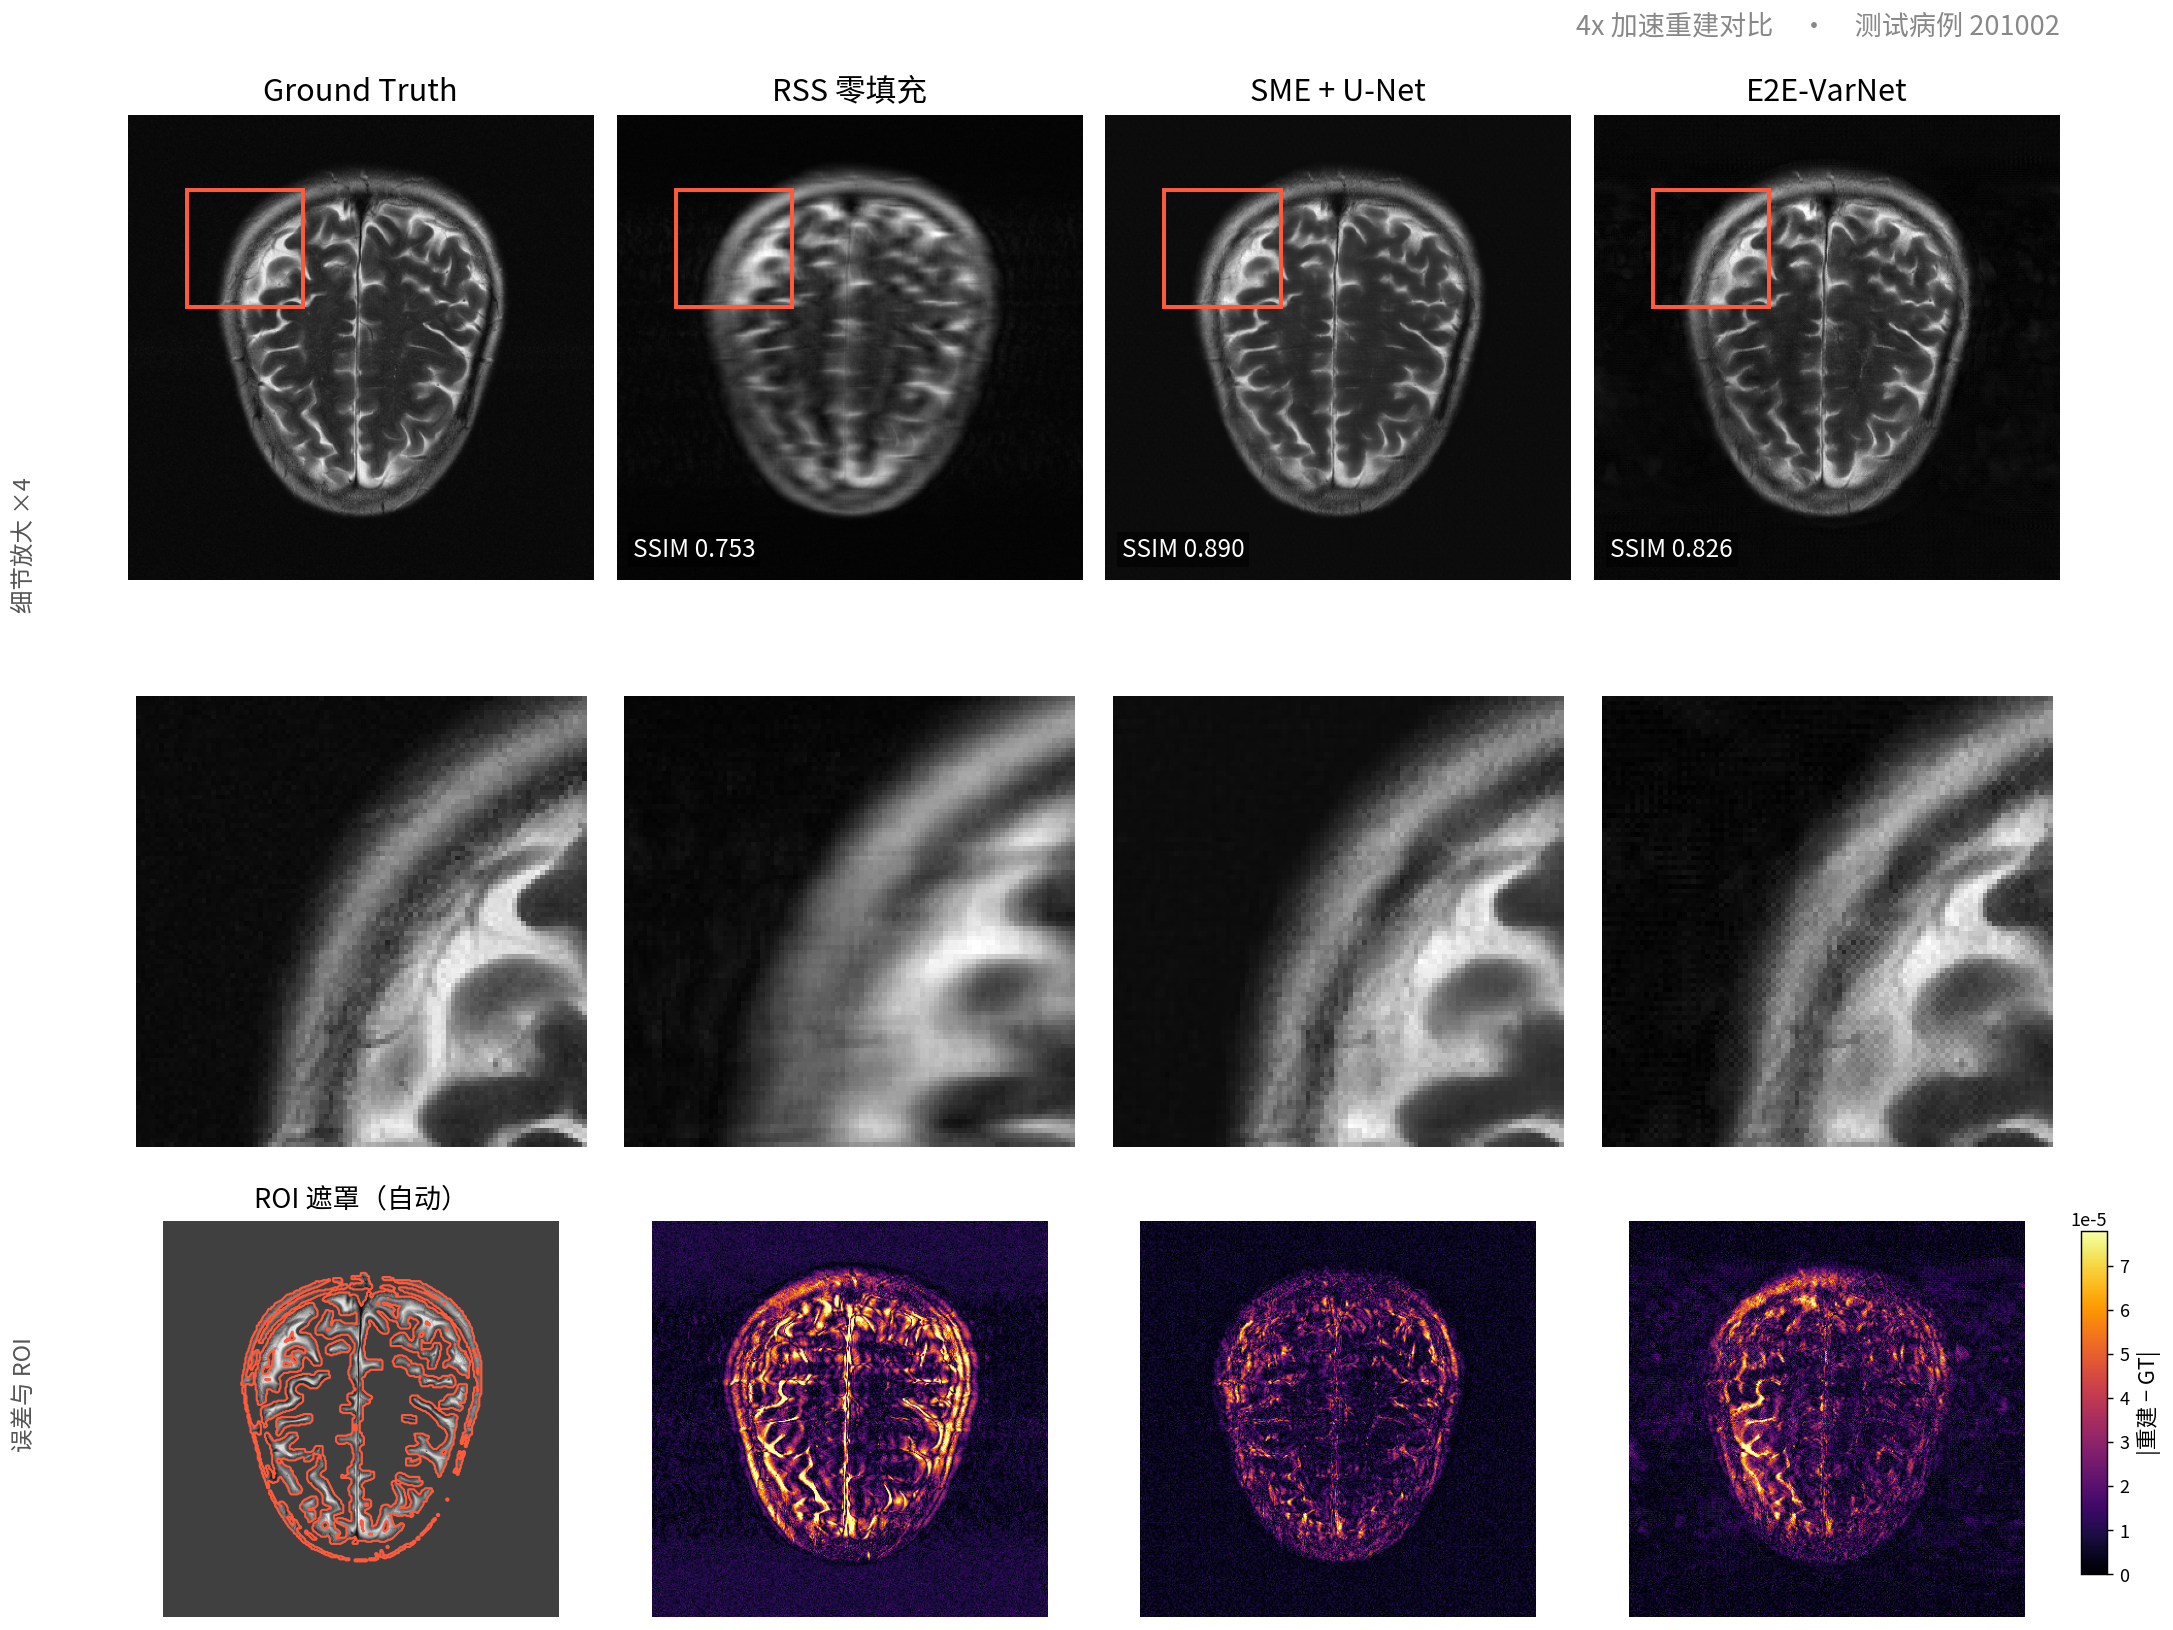 4x 加速重建对比 · 测试病例 201002
Ground Truth
RSS 零填充
SME + U-Net
E2E-VarNet
SSIM 0.753
SSIM 0.890
SSIM 0.826
细节放大 ×4
ROI 遮罩（自动）
误差与 ROI
1e-5
7
6
5
4
3
2
1
0
|重建 − GT|